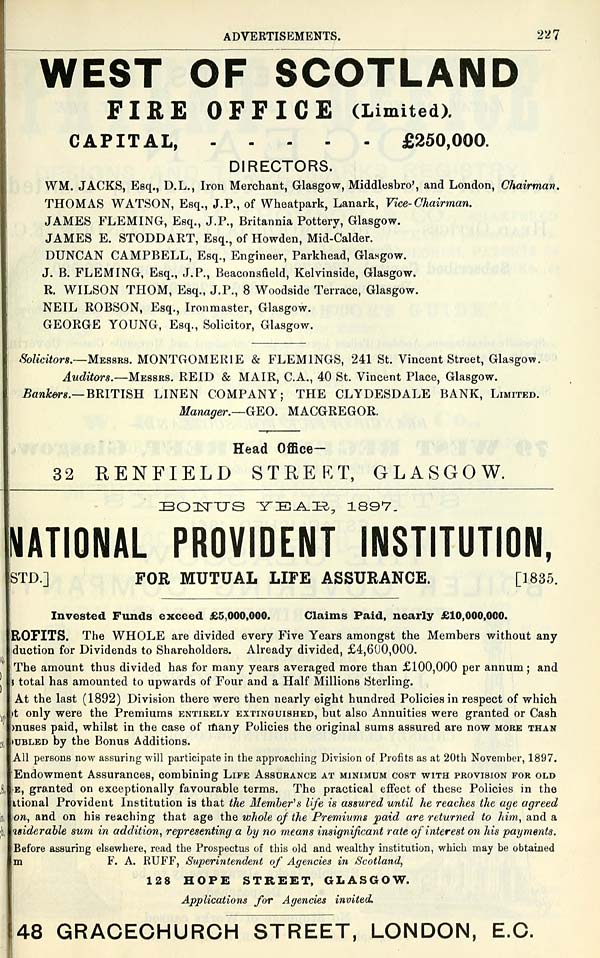 ADVERTISEMENTS. 227
WEST OF SCOTLAND
FIRE OFFICE (Limited).
CAPITAL, - - - - - £250,000.
DIRECTORS.
WM. JACKS, Esq., D.L., Iron Merchant, Glasgow, Middlesbro', and London, Chairman.
THOMAS WATSON, Esq., J.P., of Wheatpark, Lanark, Vice-Chairman.
JAMES FLEMING, Esq., J.P., Britannia Pottery, Glasgow.
JAMES E. STODDART, Esq., of Howden, Mid-Calder.
DUNCAN CAMPBELL, Esq., Engineer, Parkhead, Glasgow.
J. B. FLEMING, Esq., J.P., Beaconsfield, Kelvinside, Glasgow.
R. WILSON THOM, Esq., J.P., 8 Woodside Terrace, Glasgow.
NEIL ROBSON, Esq., Ironmaster, Glasgow.
GEORGE YOUNG, Esq., Solicitor, Glasgow.
Solicitors.—MESSRS. MONTGOMERIE & FLEMINGS, 241 St. Vincent Street, Glasgow.
Auditors.—MESSRS. REID & MAIR, C.A., 40 St. Vincent Place, Glasgow.
Bankers.—BRITISH LINEN COMPANY; THE CLYDESDALE BANK, LIMITED.
Manager.—GEO. MACGREGOR.
Head Office—
32 RENFIELD STREET, GLASGOW.
BONUS YEAR, 1897.
NATIONAL PROVIDENT INSTITUTION,
STD.] FOR MUTUAL LIFE ASSURANCE. [1835.
Invested Funds exceed £5,000,000. Claims Paid, nearly £10,000,000.
ROFITS. The WHOLE are divided every Five Years amongst the Members without any
duction for Dividends to Shareholders. Already divided, £4,600,000.
The amount thus divided has for many years averaged more than £100,000 per annum; and
total has amounted to upwards of Four and a Half Millions Sterling.
At the last (1892) Division there were then nearly eight hundred Policies in respect of which
t only were the Premiums ENTIRELY EXTINGUISHED, but also Annuities were granted or Cash
nuses paid, whilst in the case of many Policies the original sums assured are now MORE THAN
UBLED by the Bonus Additions.
All persons now assuring will participate in the approaching Division of Profits as at 20th November, 1897.
Endowment Assurances, combining LIFE ASSURANCE AT MINIMUM COST WITH PROVISION FOR OLD
E, granted on exceptionally favourable terms. The practical effect of these Policies in the
tional Provident Institution is that the Member's life is assured until he reaches the age agreed
on, and on his reaching that age the whole of the Premiums paid are returned to him, and a
siderable sum in addition, representing a by no means insignificant rate of interest on his payments.
Before assuring elsewhere, read the Prospectus of this old and wealthy institution, which may be obtained
m F. A. RUFF, Superintendent of Agencies in Scotland,
128 HOPE STREET, GLASGOW.
Applications for Agencies invited.
48 GRACECHURCH STREET, LONDON, E.C.